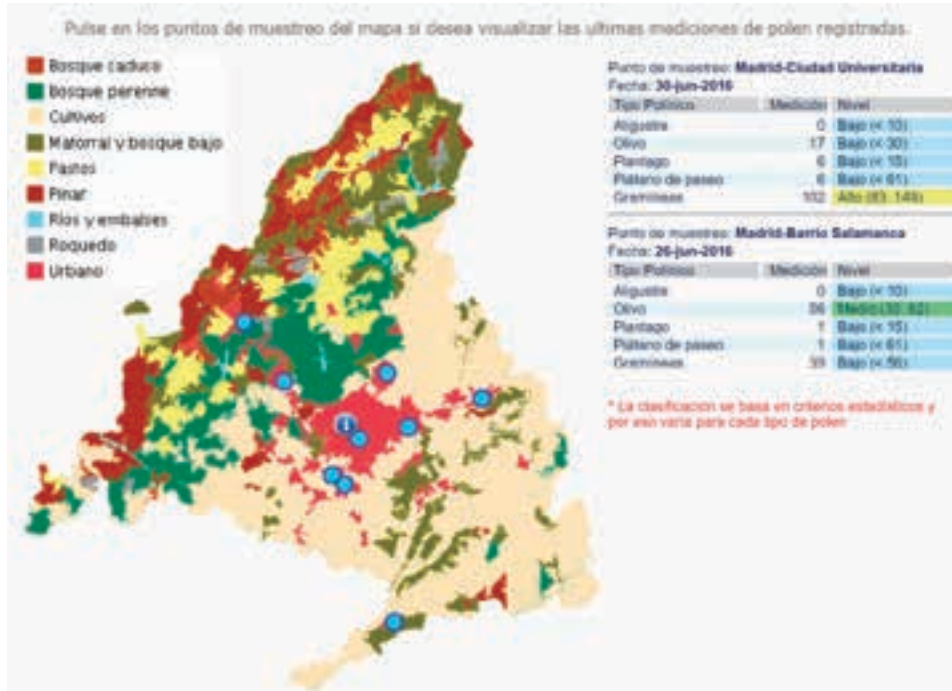 Pulse en los puntos de muestreo del mapa si desea visualizar las ultimas mediciones de polen registradas.
Bosque caduco
bosque perenne
Cultivos
Matorral y bosque bajo
Pastos
Pinar
Ríos y embalses
Roquedo
Urbano
Punto de muestreo: Madrid-Ciudad Universitaria
Fecha: 30-jun-2016
Tipo Polínico Medición Nivel
Aligustre 0 Bajo (< 10)
Olivo 17 Bajo (< 30)
Plantago 6 Bajo (< 15)
Plátano de paseo 6 Bajo (< 61)
Gramíneas 102 Alto
Punto de muestreo: Madrid-Barrio Salamanca
Fecha: 26-jun-2016
Tipo Polínico Medición Nivel
Aligustre 0 Bajo (< 10)
Olivo Medio
Plantago 1 Bajo (< 15)
Plátano de paseo 1 Bajo (< 61)
Gramíneas Bajo (< 56)
* La clasificación se basa en criterios estadísticos y
por eso varía para cada tipo de polen